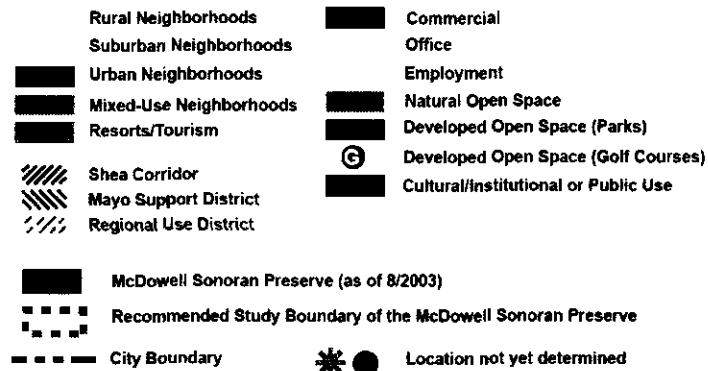 Rural Neighborhoods
Suburban Neighborhoods
Urban Neighborhoods
Mixed-Use Neighborhoods
Resorts/Tourism
Shea Corridor
Mayo Support District
Regional Use District
Commercial
Office
Employment
Natural Open Space
Developed Open Space (Parks)
G Developed Open Space (Golf Courses)
Cultural/Institutional or Public Use
McDowell Sonoran Preserve (as of 8/2003)
Recommended Study Boundary of the McDowell Sonoran Preserve
City Boundary
Location not yet determined